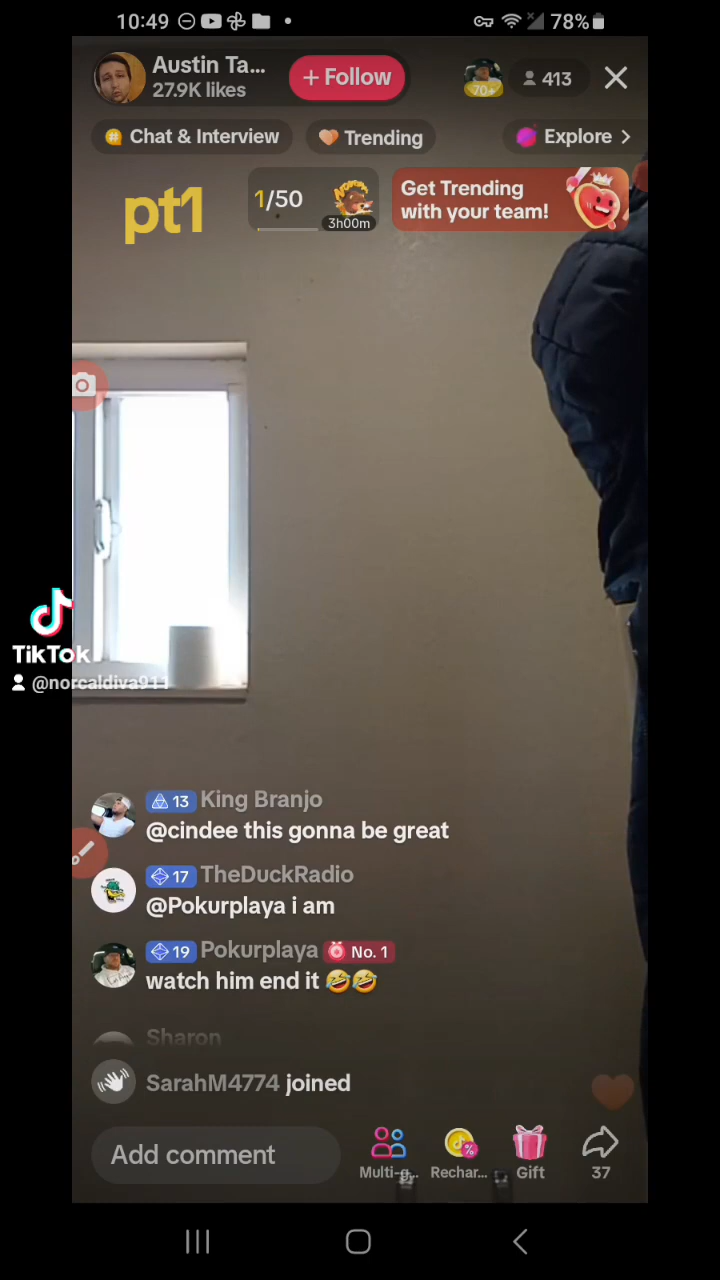 10:49
78%
Austin Ta...
27.9K likes
+ Follow
70+
413
Chat & Interview
Trending
Explore >
pt1
1/50
3h00m
Get Trending
with your team!
TikTok
@norcaldiva911
13 King Branjo
@cindee this gonna be great
17 TheDuckRadio
@Pokurplaya i am
19 Pokurplaya No. 1
watch him end it 🤣🤣
Sharon
SarahM4774 joined
Add comment
Multi-g...
Rechar...
Gift
37